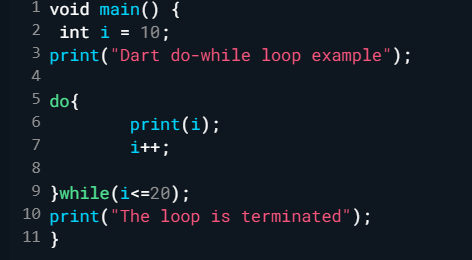 1 void main() {
2  int i = 10;
3 print("Dart do-while loop example");
4
5 do{
6         print(i);
7         i++;
8
9 }while(i<=20);
10 print("The loop is terminated");
11 }